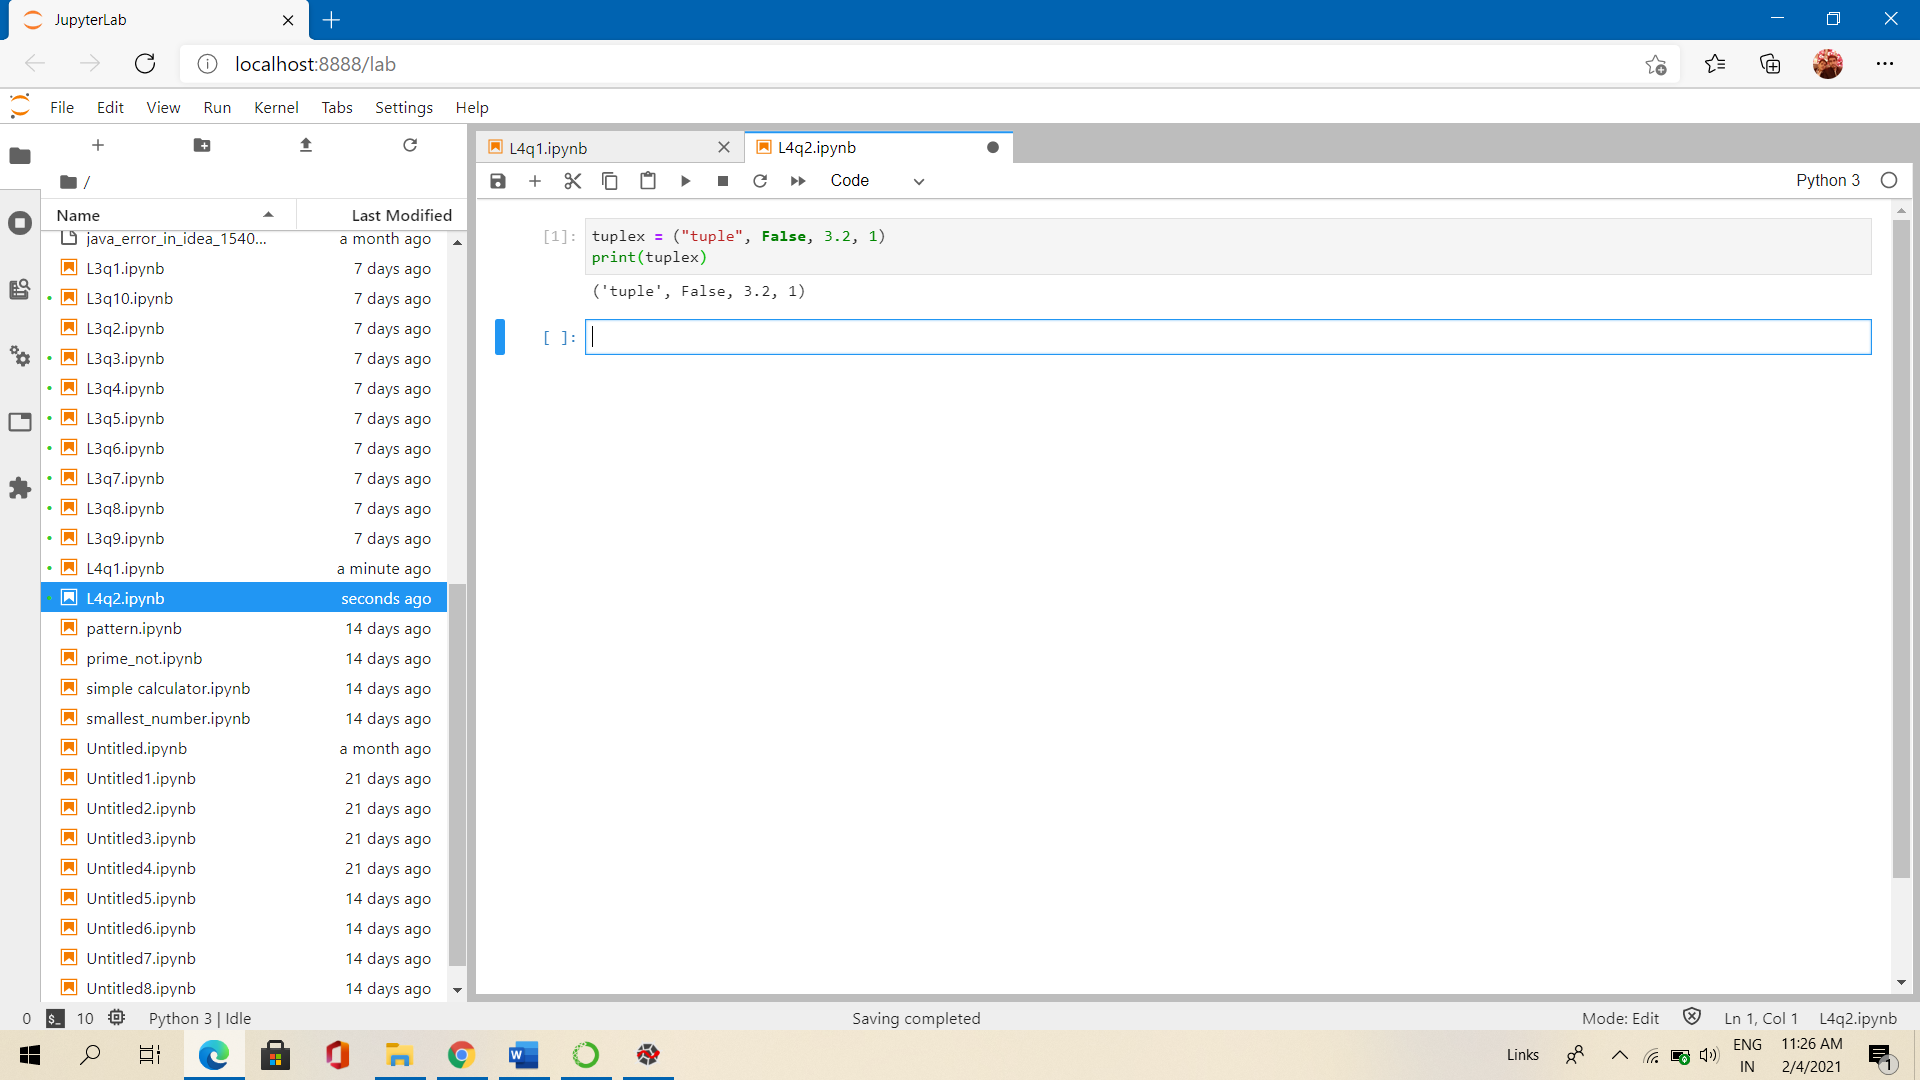 JupyterLab
localhost:8888/lab
File Edit View Run Kernel Tabs Settings Help
/
Name Last Modified
java_error_in_idea_1540... a month ago
L3q1.ipynb 7 days ago
L3q10.ipynb 7 days ago
L3q2.ipynb 7 days ago
L3q3.ipynb 7 days ago
L3q4.ipynb 7 days ago
L3q5.ipynb 7 days ago
L3q6.ipynb 7 days ago
L3q7.ipynb 7 days ago
L3q8.ipynb 7 days ago
L3q9.ipynb 7 days ago
L4q1.ipynb a minute ago
L4q2.ipynb seconds ago
pattern.ipynb 14 days ago
prime_not.ipynb 14 days ago
simple calculator.ipynb 14 days ago
smallest_number.ipynb 14 days ago
Untitled.ipynb a month ago
Untitled1.ipynb 21 days ago
Untitled2.ipynb 21 days ago
Untitled3.ipynb 21 days ago
Untitled4.ipynb 21 days ago
Untitled5.ipynb 14 days ago
Untitled6.ipynb 14 days ago
Untitled7.ipynb 14 days ago
Untitled8.ipynb 14 days ago
L4q1.ipynb L4q2.ipynb
Code Python 3
[1]: tuplex = ("tuple", False, 3.2, 1)
print(tuplex)
('tuple', False, 3.2, 1)
[ ]:
0 $_ 10 Python 3 | Idle Saving completed Mode: Edit Ln 1, Col 1 L4q2.ipynb
W Links ENG 11:26 AM
IN 2/4/2021 1